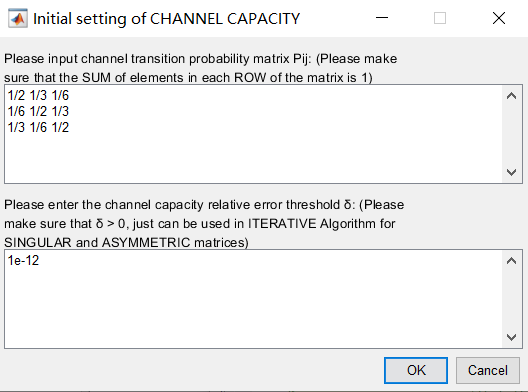 Initial setting of CHANNEL CAPACITY
Please input channel transition probability matrix Pij: (Please make
sure that the SUM of elements in each ROW of the matrix is 1)
1/2 1/3 1/6
1/6 1/2 1/3
1/3 1/6 1/2
Please enter the channel capacity relative error threshold δ: (Please
make sure that δ > 0, just can be used in ITERATIVE Algorithm for
SINGULAR and ASYMMETRIC matrices)
1e-12
OK Cancel